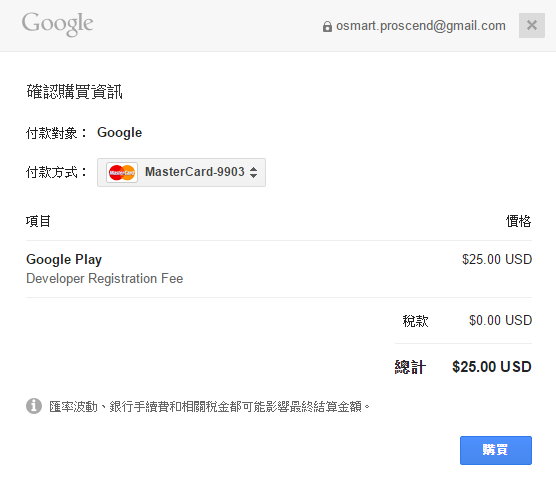 Google
osmart.proscend@gmail.com
確認購買資訊
付款對象： Google
付款方式： MasterCard MasterCard-9903
項目 價格
Google Play $25.00 USD
Developer Registration Fee
稅款 $0.00 USD
總計 $25.00 USD
匯率波動、銀行手續費和相關稅金都可能影響最終結算金額。
購買